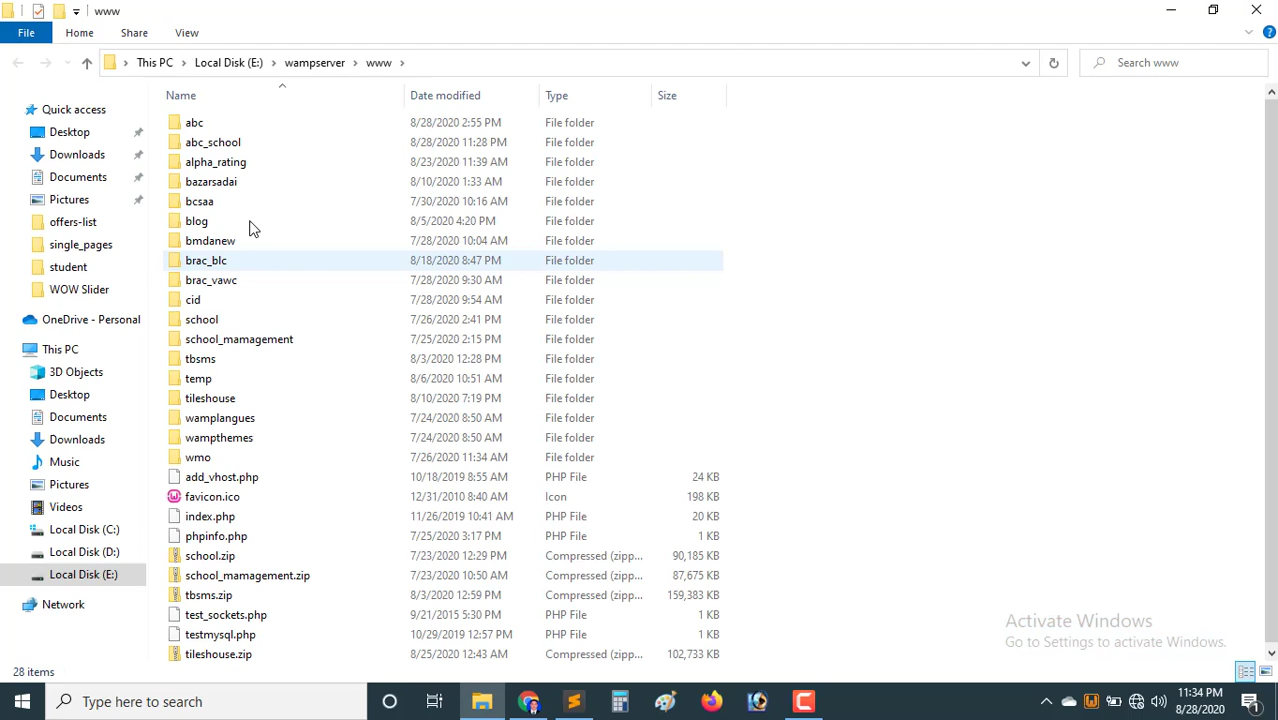 www
File Home Share View
This PC Local Disk (E:) wampserver www
Search www
Name Date modified Type Size
Quick access
Desktop
Downloads
Documents
Pictures
offers-list
single_pages
student
WOW Slider
OneDrive - Personal
This PC
3D Objects
Desktop
Documents
Downloads
Music
Pictures
Videos
Local Disk (C:)
Local Disk (D:)
Local Disk (E:)
Network
abc 8/28/2020 2:55 PM File folder
abc_school 8/28/2020 11:28 PM File folder
alpha_rating 8/23/2020 11:39 AM File folder
bazarsadai 8/10/2020 1:33 AM File folder
bcsaa 7/30/2020 10:16 AM File folder
blog 8/5/2020 4:20 PM File folder
bmdanew 7/28/2020 10:04 AM File folder
brac_blc 8/18/2020 8:47 PM File folder
brac_vawc 7/28/2020 9:30 AM File folder
cid 7/28/2020 9:54 AM File folder
school 7/26/2020 2:41 PM File folder
school_mamagement 7/25/2020 2:15 PM File folder
tbsms 8/3/2020 12:28 PM File folder
temp 8/6/2020 10:51 AM File folder
tileshouse 8/10/2020 7:19 PM File folder
wamplangues 7/24/2020 8:50 AM File folder
wampthemes 7/24/2020 8:50 AM File folder
wmo 7/26/2020 11:34 AM File folder
add_vhost.php 10/18/2019 8:55 AM PHP File 24 KB
favicon.ico 12/31/2010 8:40 AM Icon 198 KB
index.php 11/26/2019 10:41 AM PHP File 20 KB
phpinfo.php 7/25/2020 3:17 PM PHP File 1 KB
school.zip 7/23/2020 12:29 PM Compressed (zipp... 90,185 KB
school_mamagement.zip 7/23/2020 10:50 AM Compressed (zipp... 87,675 KB
tbsms.zip 8/3/2020 12:59 PM Compressed (zipp... 159,383 KB
test_sockets.php 9/21/2015 5:30 PM PHP File 1 KB
testmysql.php 10/29/2019 12:57 PM PHP File 1 KB
tileshouse.zip 8/25/2020 12:43 AM Compressed (zipp... 102,733 KB
Activate Windows
Go to Settings to activate Windows.
28 items
Type here to search
11:34 PM
8/28/2020
1